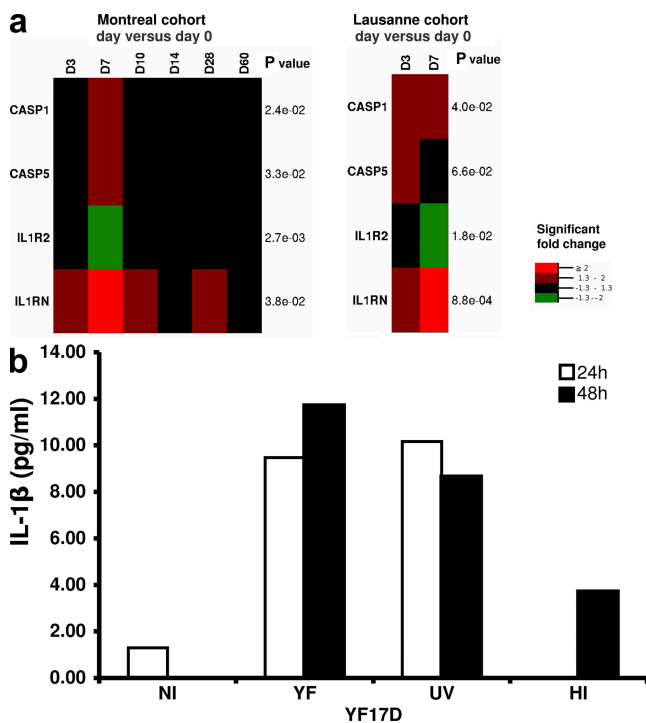 a
Montreal cohort
day versus day 0
D3 D7 D10 D14 D28 D60 P value
CASP1 2.4e-02
CASP5 3.3e-02
IL1R2 2.7e-03
IL1RN 3.8e-02
Lausanne cohort
day versus day 0
D3 D7 P value
CASP1 4.0e-02
CASP5 6.6e-02
IL1R2 1.8e-02
IL1RN 8.8e-04
Significant
fold change
≧ 2
1.3 - 2
-1.3 - 1.3
-1.3--2
b
14.00
12.00
10.00
8.00
6.00
4.00
2.00
0.00
IL-1β (pg/ml)
24h
48h
NI YF UV HI
YF17D